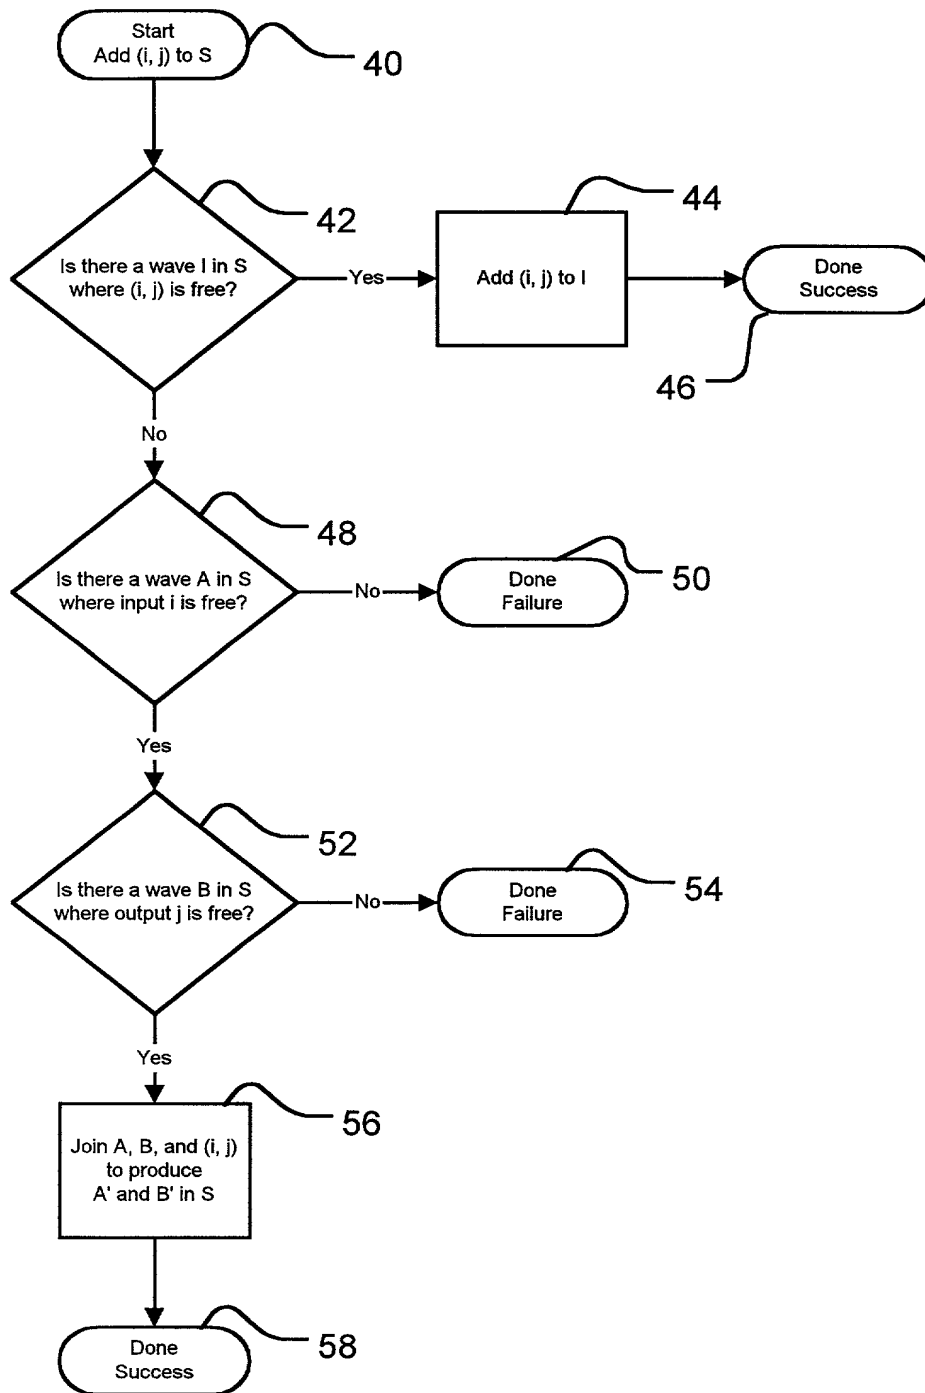 Start
Add (i, j) to S
40
42
Is there a wave I in S
where (i, j) is free?
Yes
44
Add (i, j) to I
Done
Success
46
No
48
Is there a wave A in S
where input i is free?
No
Done
Failure
50
Yes
52
Is there a wave B in S
where output j is free?
No
Done
Failure
54
Yes
56
Join A, B, and (i, j)
to produce
A' and B' in S
Done
Success
58